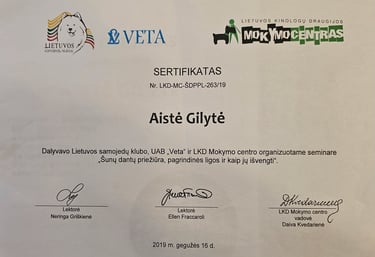 LIETUVOS
VETA
LIETUVOS KINOLOGŲ DRAUGIJOS
MOKYMO CENTRAS
SERTIFIKATAS
Nr. LKD-MC-ŠDPPL-263/19
Aistė Gilytė
Dalyvavo Lietuvos samojedų klubo, UAB „Veta" ir LKD Mokymo centro organizuotame seminare
„Šunų dantų priežiūra, pagrindinės ligos ir kaip jų išvengti".
Lektorė
Neringa Griškienė
Lektorė
Ellen Fraccaroli
LKD Mokymo centro
vadovė
Daiva Kvedarienė
2019 m. gegužės 16 d.